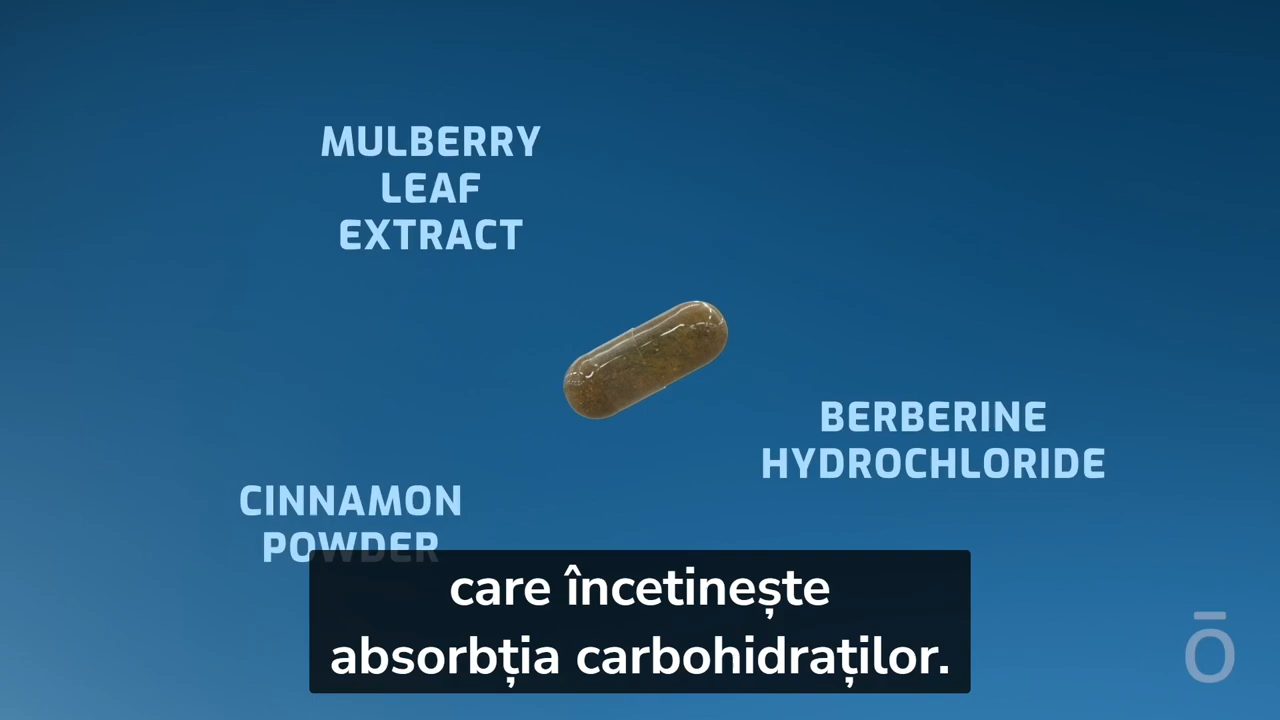 MULBERRY
LEAF
EXTRACT
BERBERINE
HYDROCHLORIDE
CINNAMON
POWDER
care încetinește
absorbția carbohidraților.
Ō